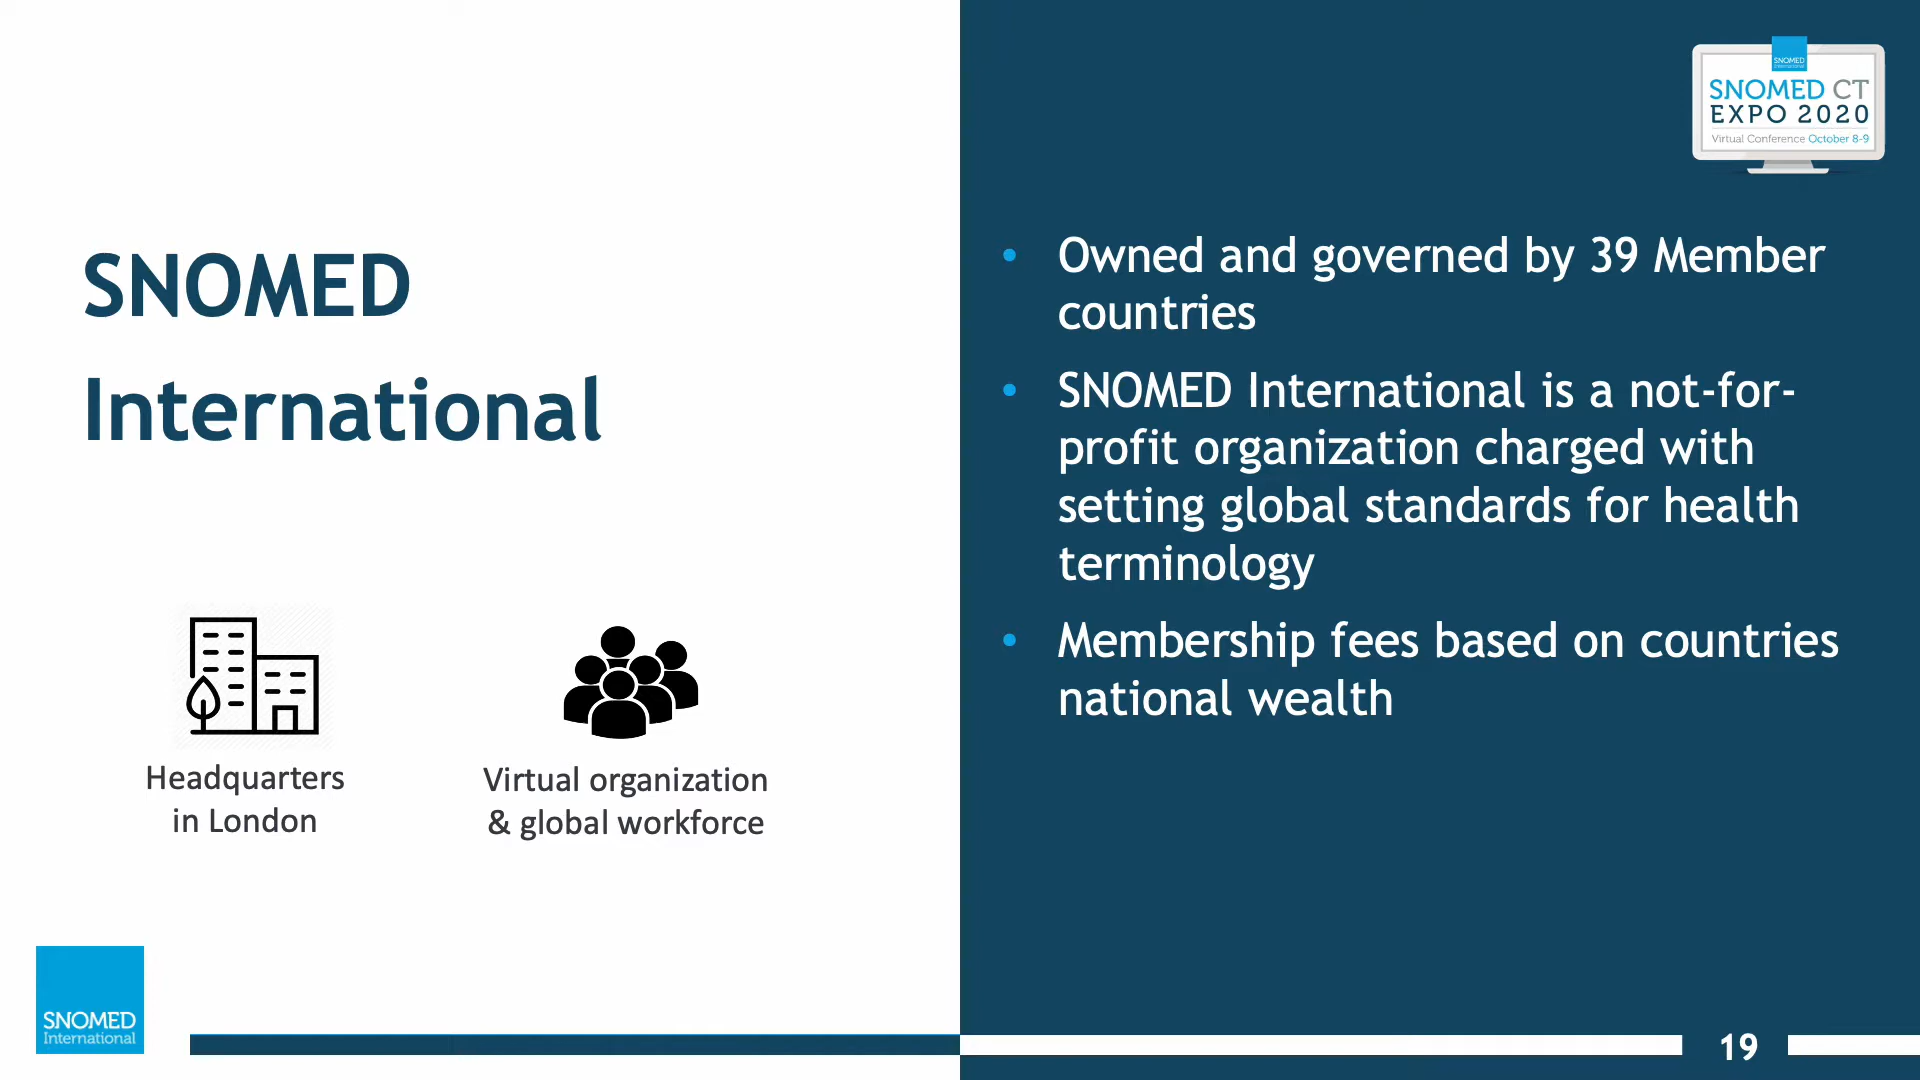 SNOMED
International
Headquarters
in London
Virtual organization
& global workforce
SNOMED
International
SNOMED
International
SNOMED CT
EXPO 2020
Virtual Conference October 8-9
• Owned and governed by 39 Member
countries
• SNOMED International is a not-for-
profit organization charged with
setting global standards for health
terminology
• Membership fees based on countries
national wealth
19